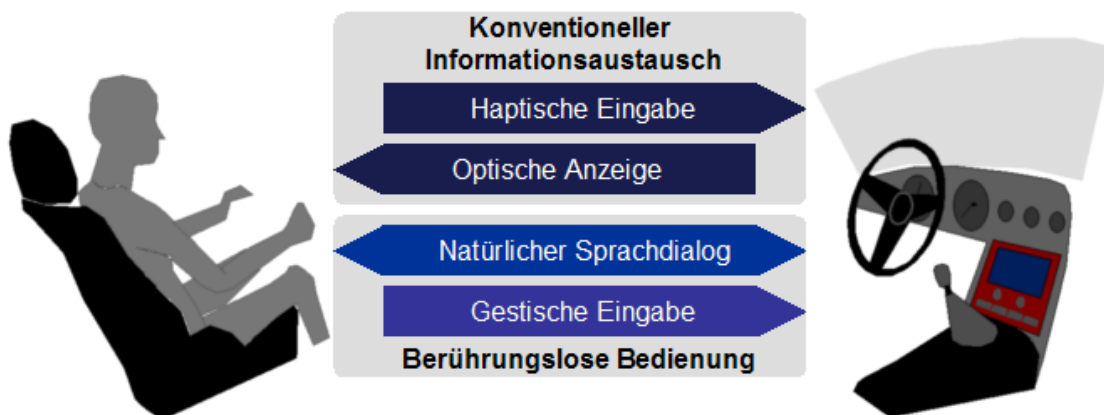 Konventioneller
Informationsaustausch
Haptische Eingabe
Optische Anzeige
Natürlicher Sprachdialog
Gestische Eingabe
Berührungslose Bedienung